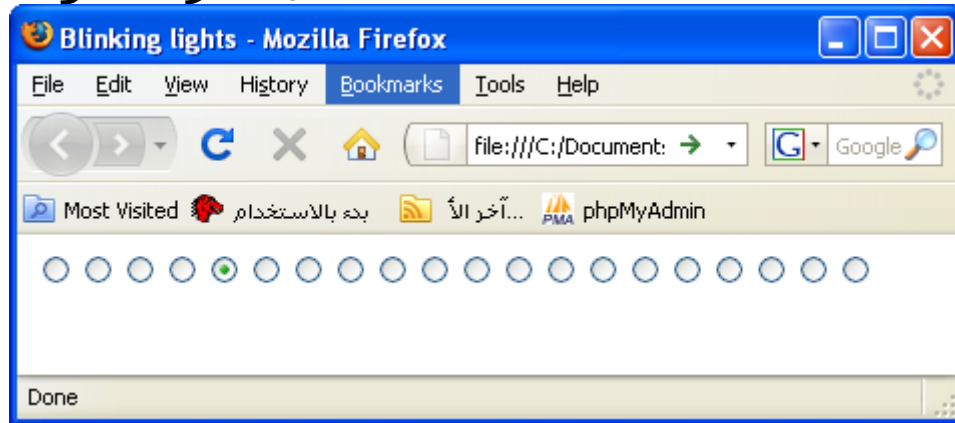 Blinking lights - Mozilla Firefox
File Edit View History Bookmarks Tools Help
file:///C:/Document: G Google
Most Visited بدء بالاستخدام آخر الأ... PMA phpMyAdmin
Done